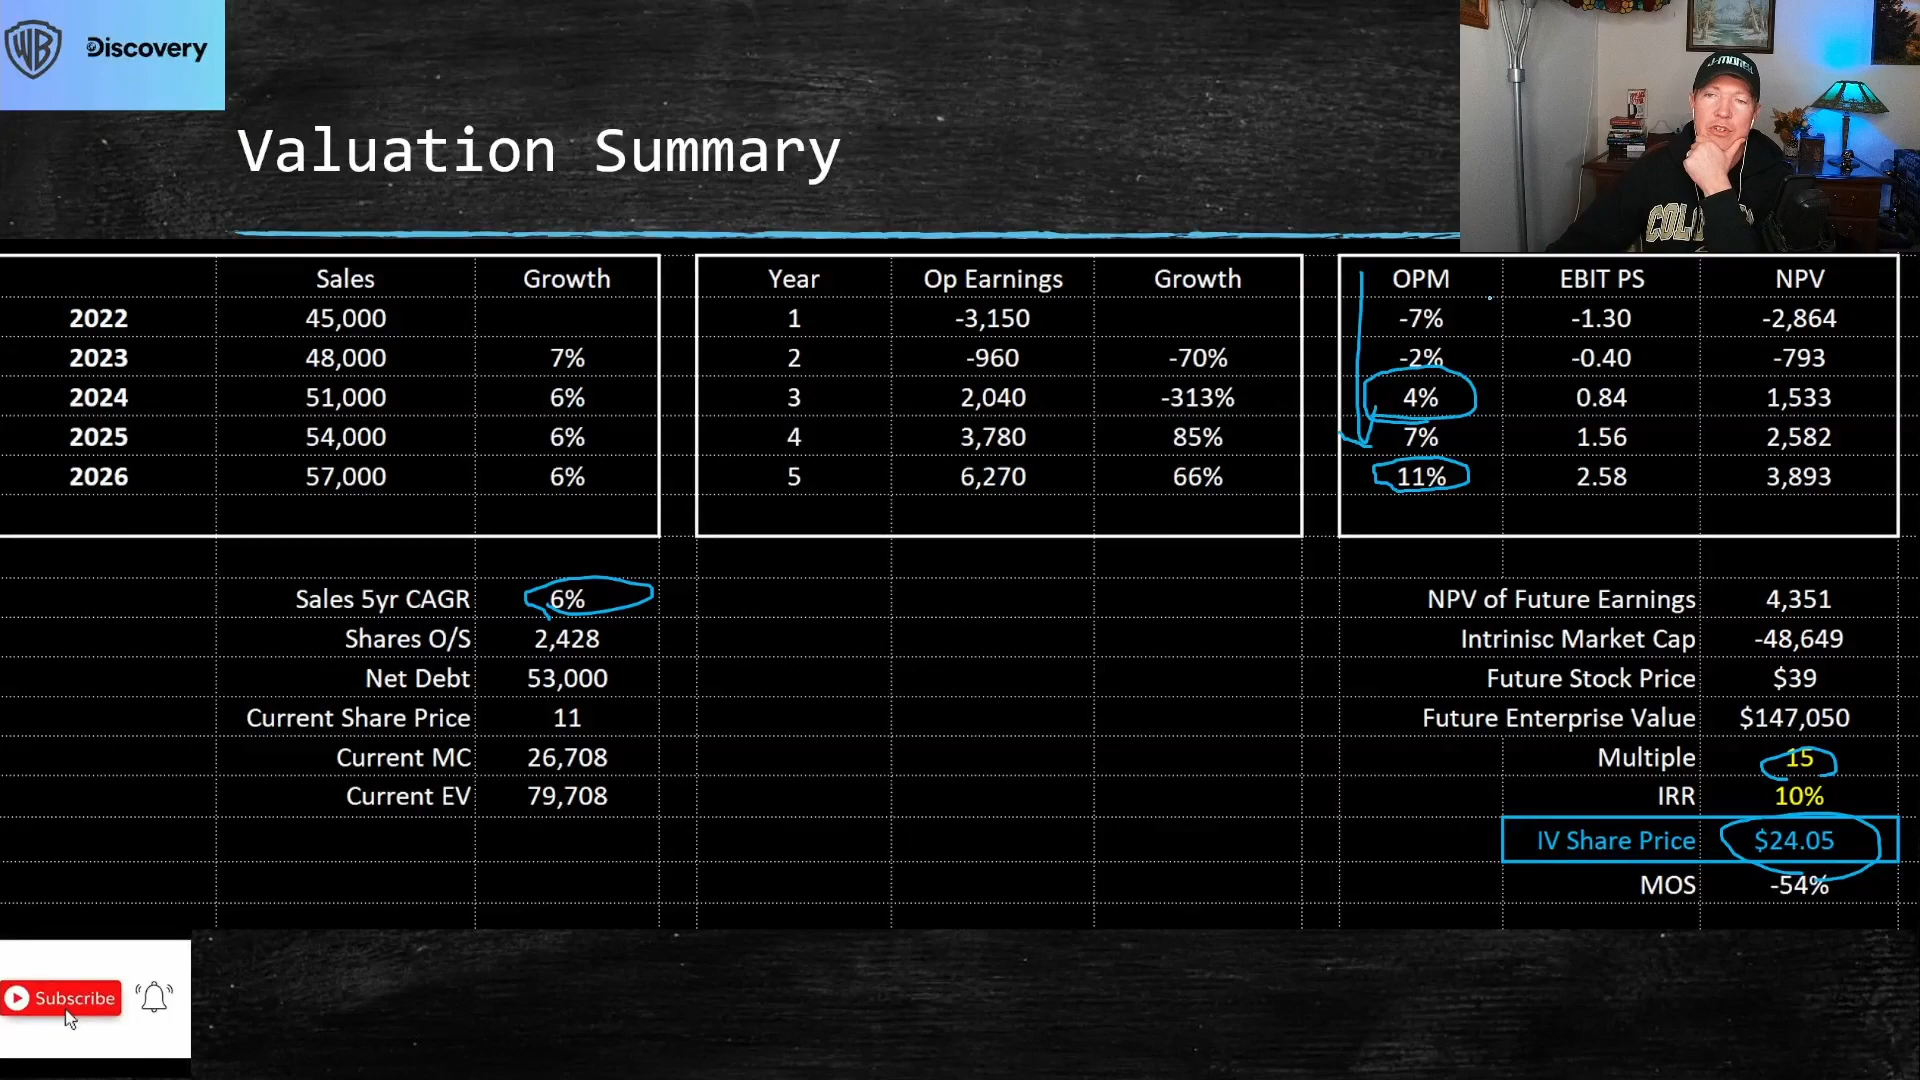 WB Discovery
J-MONEY
COL
Valuation Summary
Sales Growth
2022 45,000
2023 48,000 7%
2024 51,000 6%
2025 54,000 6%
2026 57,000 6%
Year Op Earnings Growth
1 -3,150
2 -960 -70%
3 2,040 -313%
4 3,780 85%
5 6,270 66%
OPM EBIT PS NPV
-7% -1.30 -2,864
-2% -0.40 -793
4% 0.84 1,533
7% 1.56 2,582
11% 2.58 3,893
Sales 5yr CAGR 6%
Shares O/S 2,428
Net Debt 53,000
Current Share Price 11
Current MC 26,708
Current EV 79,708
NPV of Future Earnings 4,351
Intrinisc Market Cap -48,649
Future Stock Price $39
Future Enterprise Value $147,050
Multiple 15
IRR 10%
IV Share Price $24.05
MOS -54%
Subscribe